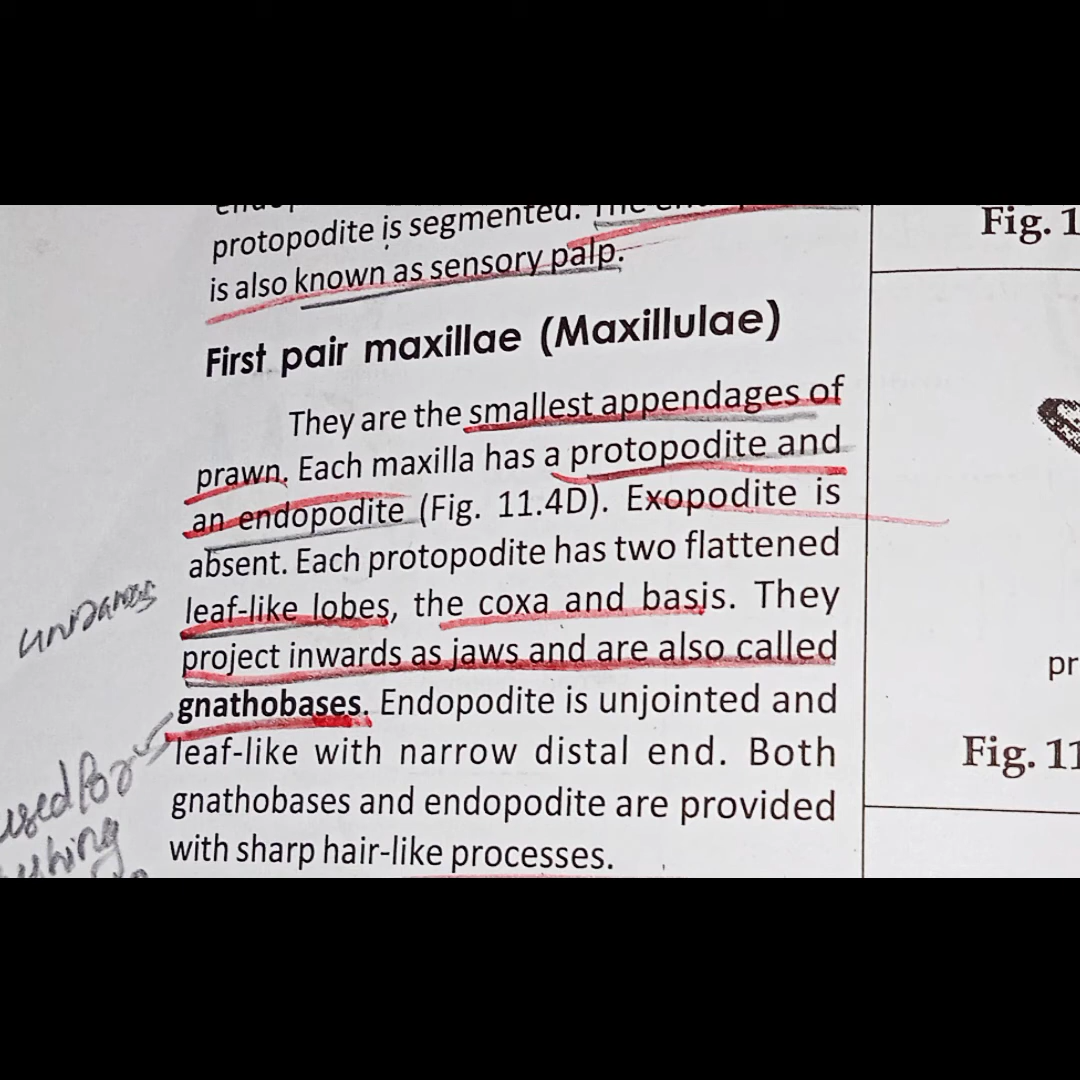 protopodite is segmented. The
is also known as sensory palp.
First pair maxillae (Maxillulae)
They are the smallest appendages of
prawn. Each maxilla has a protopodite and
an endopodite (Fig. 11.4D). Exopodite is
absent. Each protopodite has two flattened
leaf-like lobes, the coxa and basis. They
project inwards as jaws and are also called
gnathobases. Endopodite is unjointed and
leaf-like with narrow distal end. Both
gnathobases and endopodite are provided
with sharp hair-like processes.
used for
Fig. 1
pr
Fig. 11